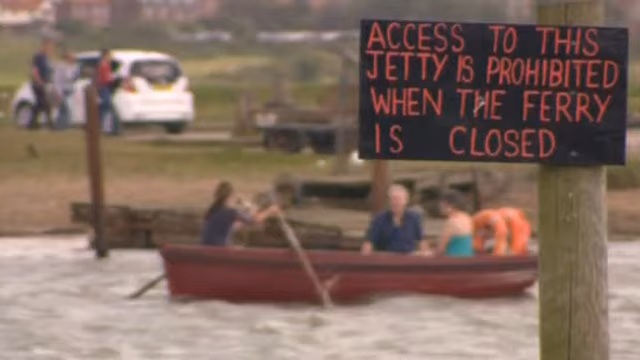 ACCESS TO THIS
JETTY IS PROHIBITED
WHEN THE FERRY
IS CLOSED